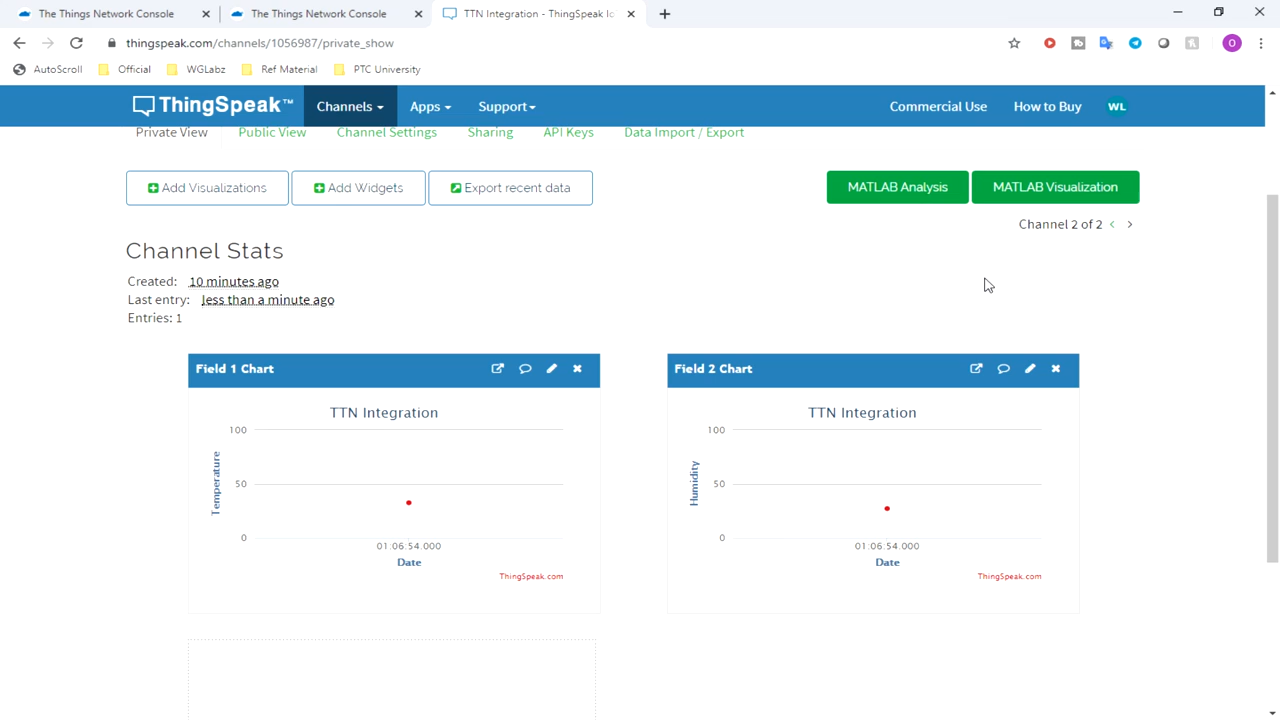 The Things Network Console
The Things Network Console
TTN Integration - ThingSpeak Io
thingspeak.com/channels/1056987/private_show
O
AutoScroll
Official
WGLabz
Ref Material
PTC University
ThingSpeak™
Channels
Apps
Support
Commercial Use
How to Buy
WL
Private View
Public View
Channel Settings
Sharing
API Keys
Data Import / Export
Add Visualizations
Add Widgets
Export recent data
MATLAB Analysis
MATLAB Visualization
Channel 2 of 2 < >
Channel Stats
Created: 10 minutes ago
Last entry: less than a minute ago
Entries: 1
Field 1 Chart
TTN Integration
Temperature
100
50
0
01:06:54.000
Date
ThingSpeak.com
Field 2 Chart
TTN Integration
Humidity
100
50
0
01:06:54.000
Date
ThingSpeak.com